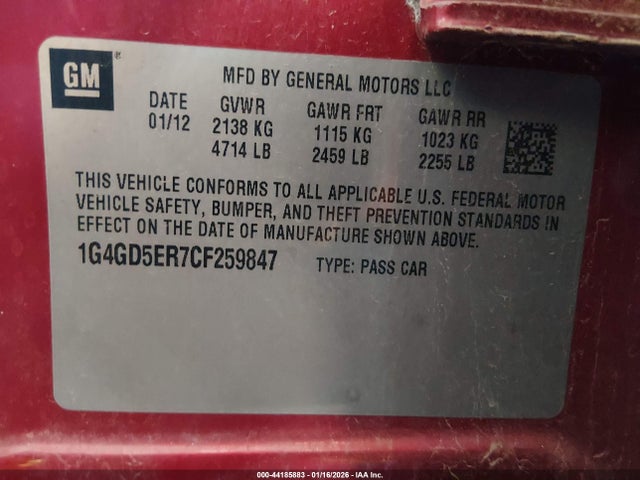 GM
MFD BY GENERAL MOTORS LLC
DATE GVWR GAWR FRT GAWR RR
01/12 2138 KG 1115 KG 1023 KG
4714 LB 2459 LB 2255 LB
THIS VEHICLE CONFORMS TO ALL APPLICABLE U.S. FEDERAL MOTOR
VEHICLE SAFETY, BUMPER, AND THEFT PREVENTION STANDARDS IN
EFFECT ON THE DATE OF MANUFACTURE SHOWN ABOVE.
1G4GD5ER7CF259847 TYPE: PASS CAR
000-44185883 - 01/16/2026 - IAA Inc.